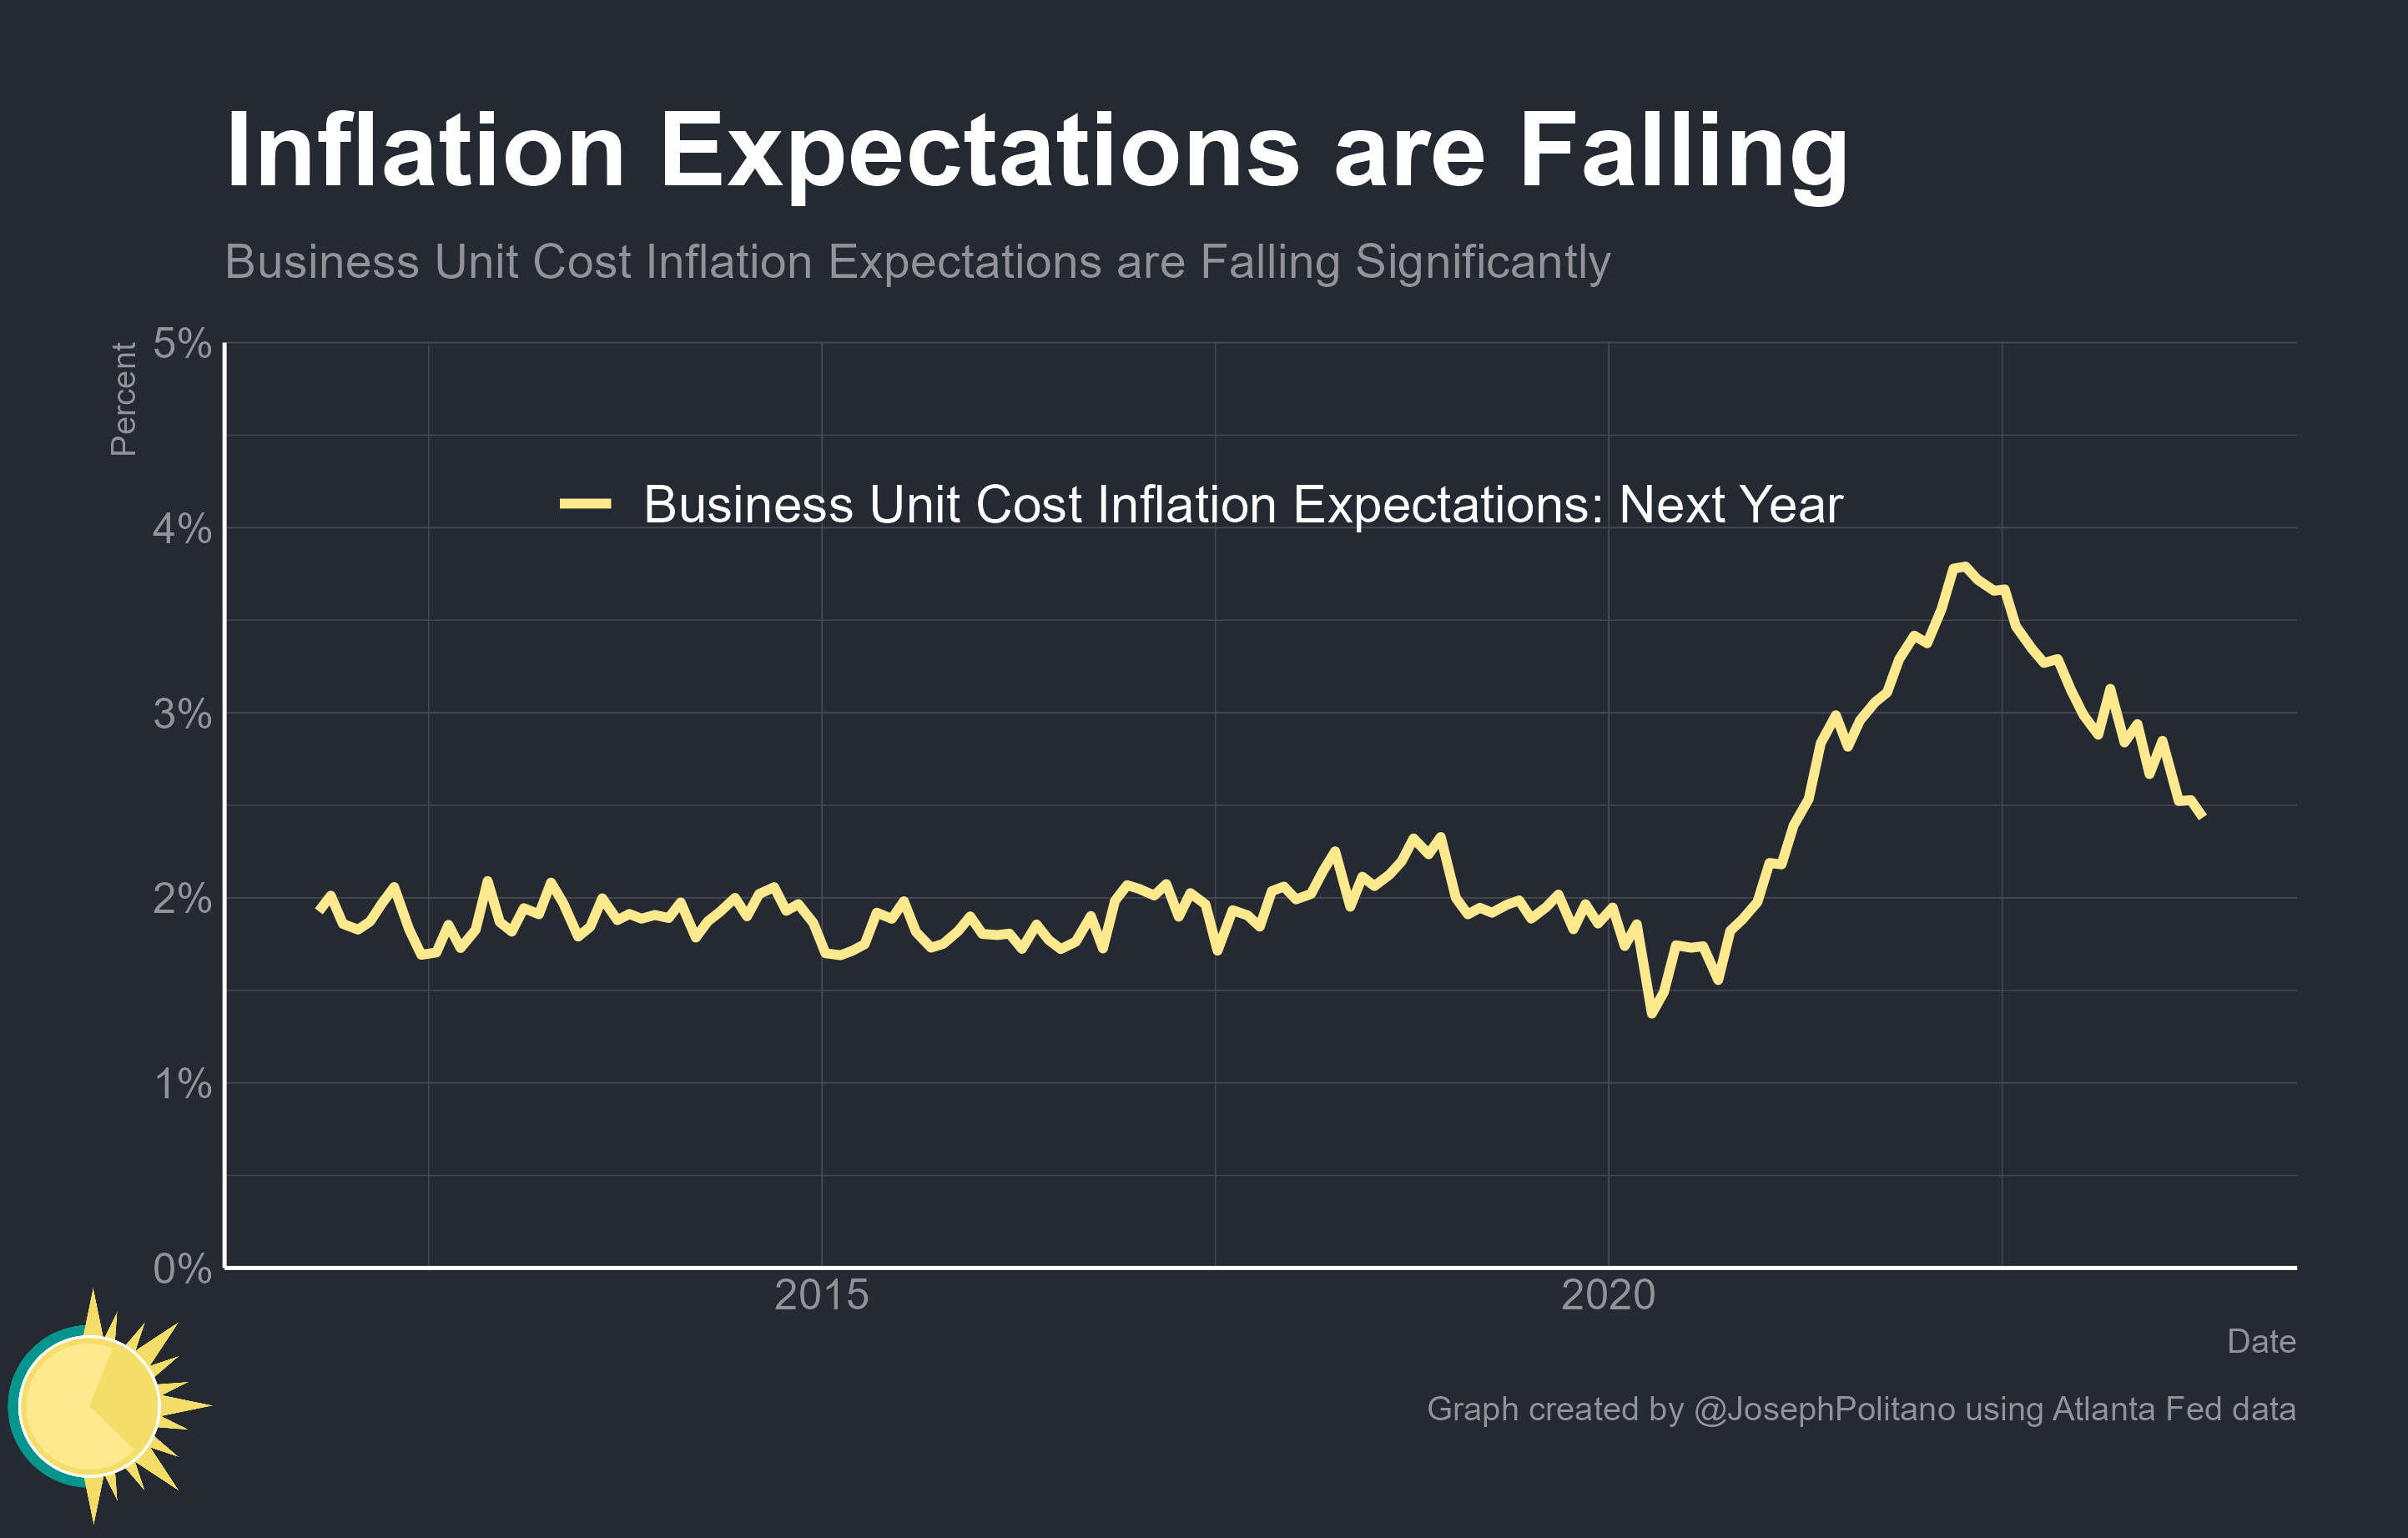 Inflation Expectations are Falling
Business Unit Cost Inflation Expectations are Falling Significantly
Percent
5%
Business Unit Cost Inflation Expectations: Next Year
4%
3%
2%
1%
0%
2015
2020
Date
Graph created by @JosephPolitano using Atlanta Fed data